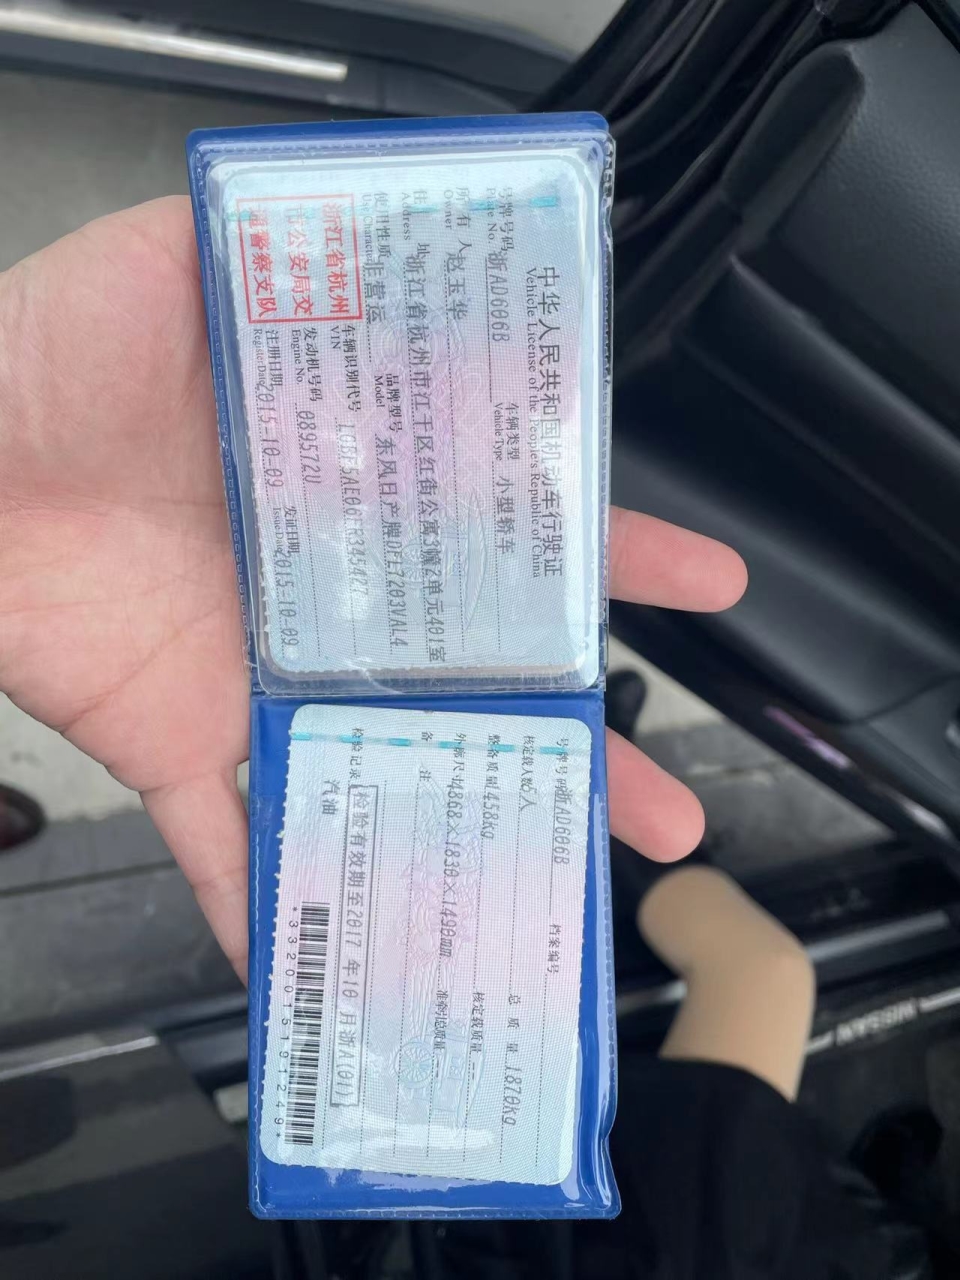 中华人民共和国机动车行驶证
Vehicle License of the People's Republic of China
号牌号码 浙AD606B 车辆类型 小型轿车
Plate No. Vehicle Type
所有人 赵玉华
Owner
住址 浙江省杭州市江干区红街公寓3幢2单元401室
Address
使用性质 非营运 品牌型号 东风日产牌DFL7203VAL4
Use Character Model
浙江省杭州
市公安局交
通警察支队
车辆识别代号
VIN
发动机号码 089572U
Engine No.
注册日期 2015-10-09 发证日期 2015-10-09
Register Date Issue Date
号牌号码 浙AD606B 档案编号
核定载人数 5人 总质量 1870kg
整备质量 1458kg 核定载质量 --
外廓尺寸 4868×1830×1490mm 准牵引总质量 --
备注
检验记录 检验有效期至2017年10月浙A(01)
汽油
*3320015191249*
NISSAN